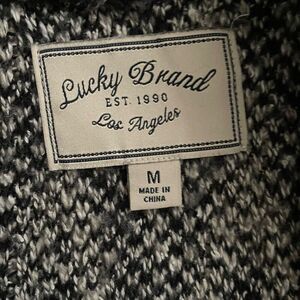 Lucky Brand
EST. 1990
Los Angeles
M
MADE IN
CHINA